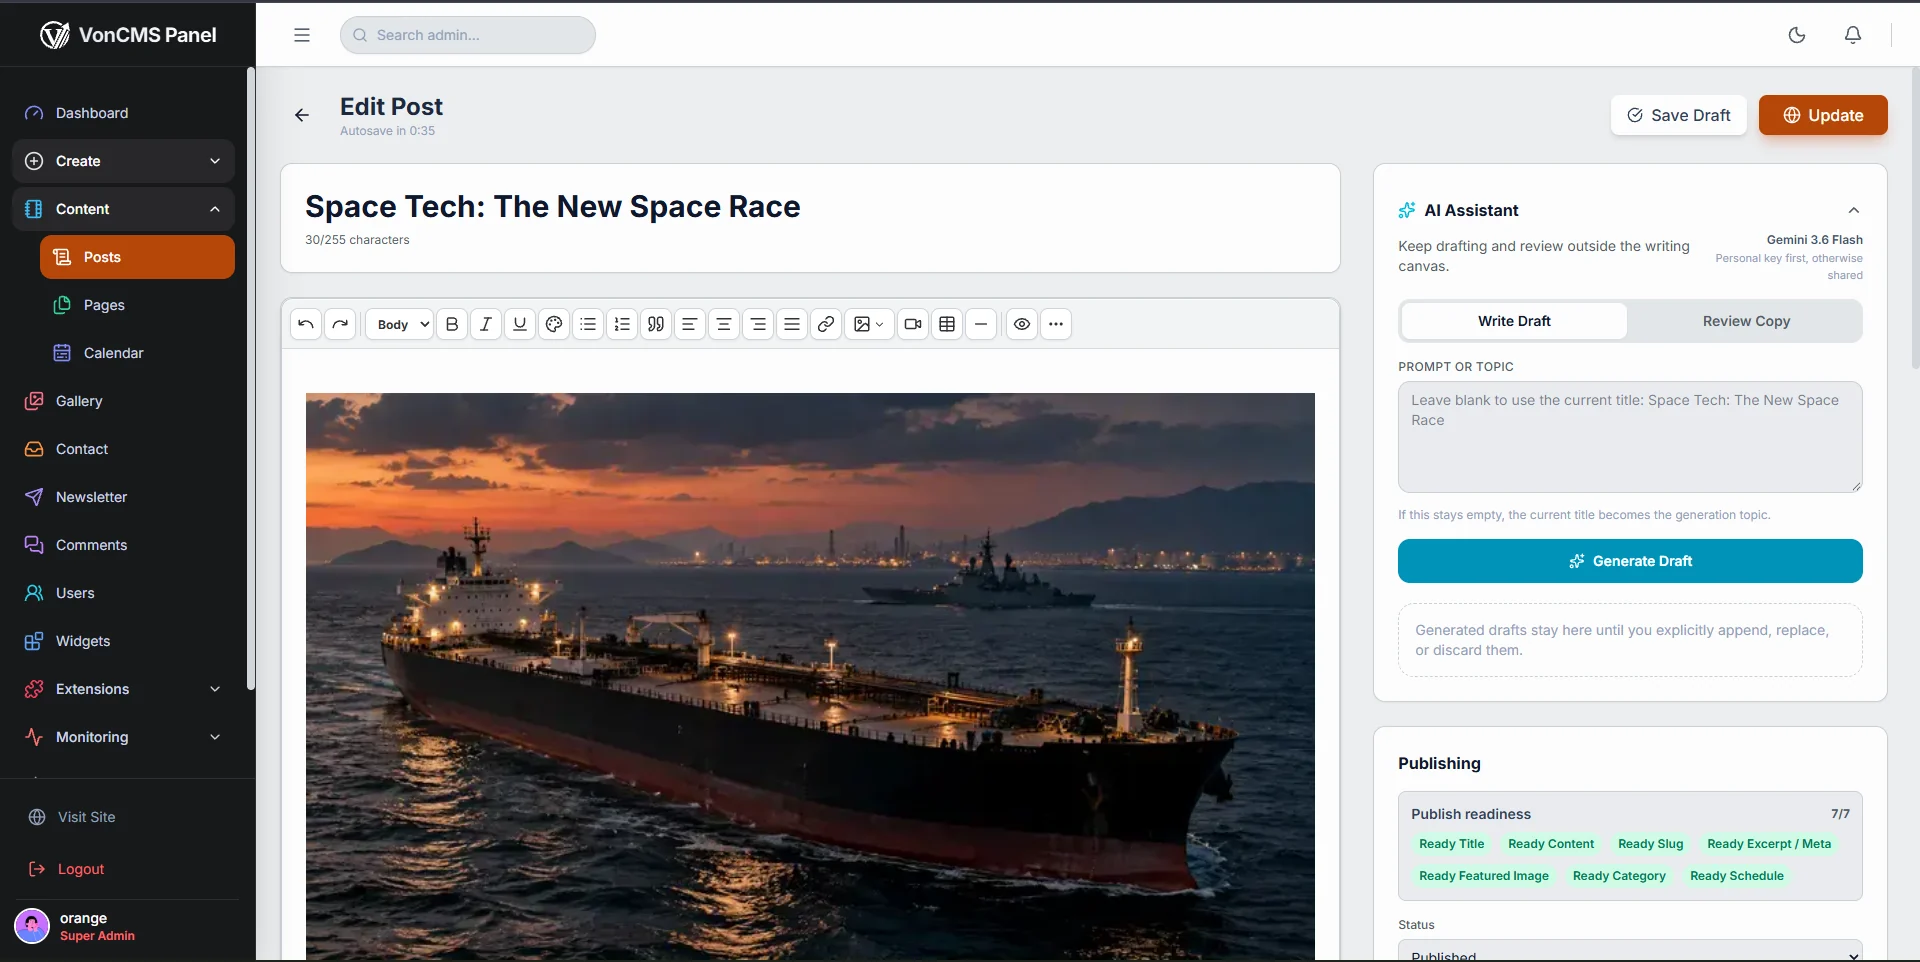 VonCMS Panel
Search admin...
Dashboard
Create
Content
Posts
Pages
Calendar
Gallery
Contact
Newsletter
Comments
Users
Widgets
Extensions
Monitoring
Visit Site
Logout
orange
Super Admin
Edit Post
Autosave in 0:35
Save Draft
Update
Space Tech: The New Space Race
30/255 characters
Body
AI Assistant
Keep drafting and review outside the writing
canvas.
Gemini 3.6 Flash
Personal key first, otherwise
shared
Write Draft
Review Copy
PROMPT OR TOPIC
Leave blank to use the current title: Space Tech: The New Space
Race
If this stays empty, the current title becomes the generation topic.
Generate Draft
Generated drafts stay here until you explicitly append, replace,
or discard them.
Publishing
Publish readiness 7/7
Ready Title Ready Content Ready Slug Ready Excerpt / Meta
Ready Featured Image Ready Category Ready Schedule
Status
Published